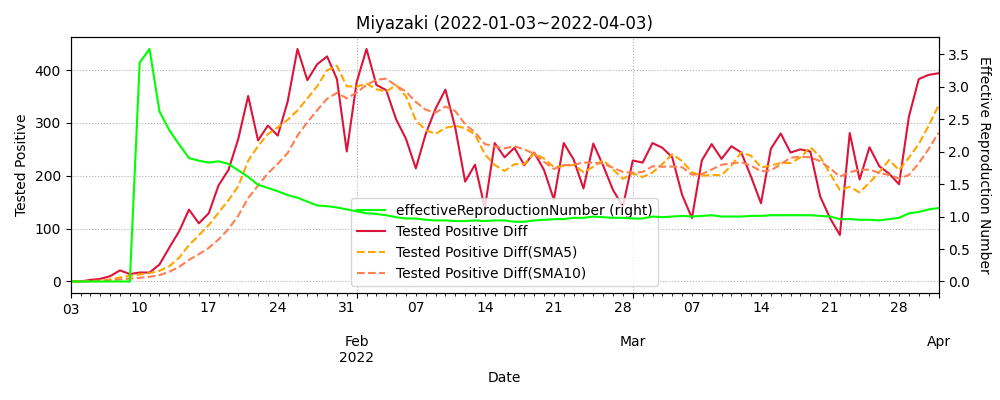 Miyazaki (2022-01-03~2022-04-03)
Tested Positive
400
300
200
100
0
3.5
3.0
2.5
2.0
1.5
1.0
0.5
0.0
Effective Reproduction Number
effectiveReproductionNumber (right)
Tested Positive Diff
Tested Positive Diff(SMA5)
Tested Positive Diff(SMA10)
03 10 17 24 31 07 14 21 28 07 14 21 28
Feb Mar Apr
2022
Date